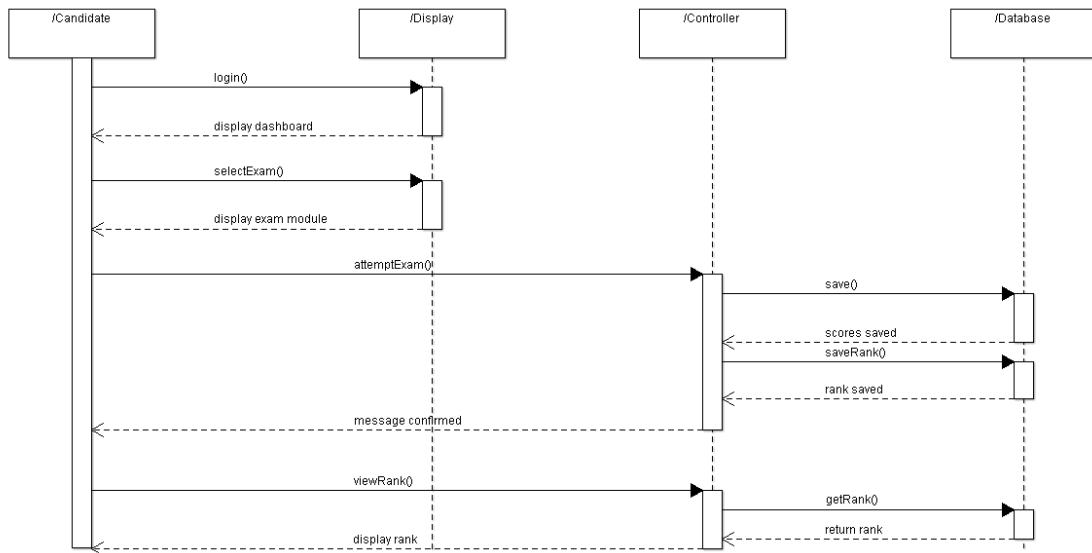 /Candidate
/Display
/Controller
/Database
login()
display dashboard
selectExam()
display exam module
attemptExam()
save()
scores saved
saveRank()
rank saved
message confirmed
viewRank()
getRank()
return rank
display rank